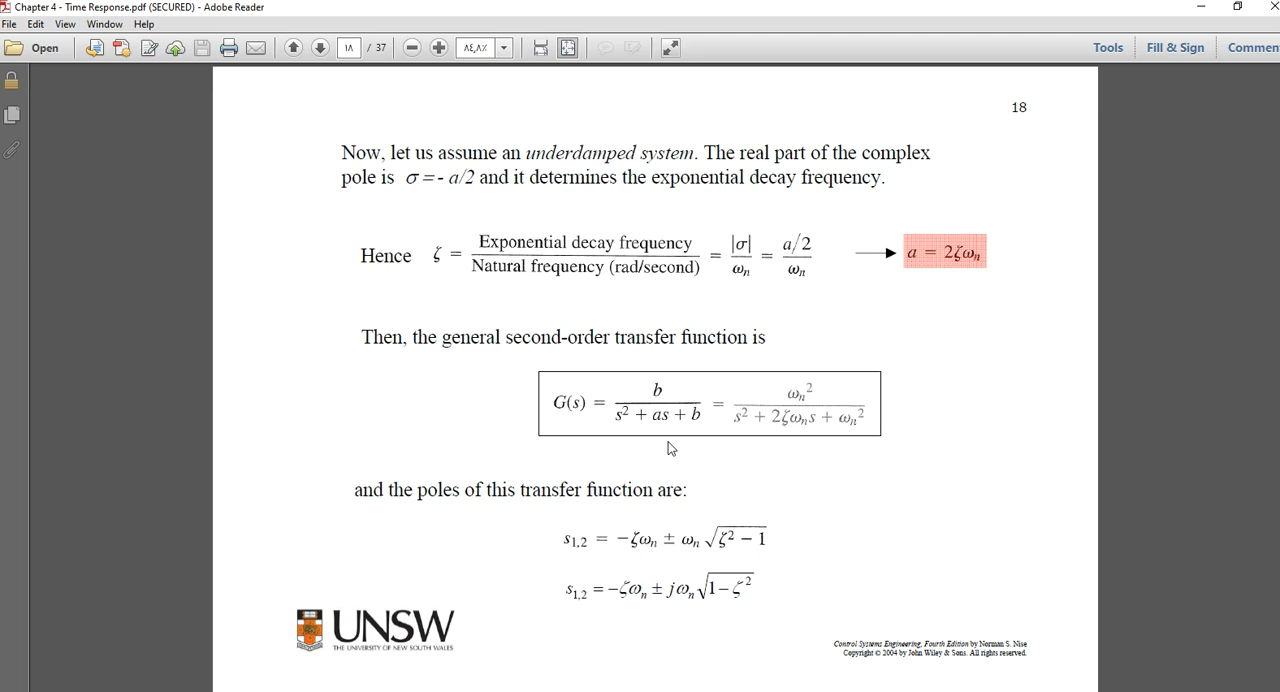 Chapter 4 - Time Response.pdf (SECURED) - Adobe Reader
File Edit View Window Help
Open ١٨ / 37 ٨٤,٨٪ Tools Fill & Sign Commen
18
Now, let us assume an underdamped system. The real part of the complex
pole is σ = - a/2 and it determines the exponential decay frequency.
Hence ζ = Exponential decay frequency / Natural frequency (rad/second) = |σ| / ωn = a/2 / ωn → a = 2ζωn
Then, the general second-order transfer function is
G(s) = b / s² + as + b = ωn² / s² + 2ζωns + ωn²
and the poles of this transfer function are:
s1,2 = −ζωn ± ωn √ζ² − 1
s1,2 = −ζωn ± jωn √1 − ζ²
UNSW
THE UNIVERSITY OF NEW SOUTH WALES
Control Systems Engineering, Fourth Edition by Norman S. Nise
Copyright © 2004 by John Wiley & Sons. All rights reserved.